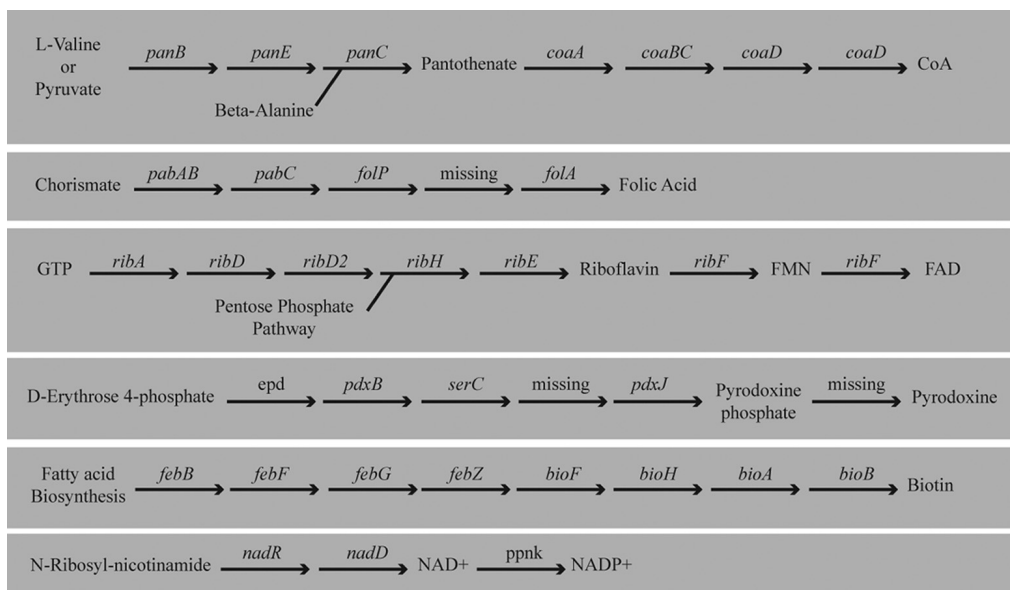 L-Valine
or
Pyruvate
panB panE panC Pantothenate coaA coaBC coaD coaD CoA
Beta-Alanine
Chorismate pabAB pabC folP missing folA Folic Acid
GTP ribA ribD ribD2 ribH ribE Riboflavin ribF FMN ribF FAD
Pentose Phosphate
Pathway
D-Erythrose 4-phosphate epd pdxB serC missing pdxJ Pyrodoxine
phosphate missing Pyrodoxine
Fatty acid
Biosynthesis febB febF febG febZ bioF bioH bioA bioB Biotin
N-Ribosyl-nicotinamide nadR nadD NAD+ ppnk NADP+